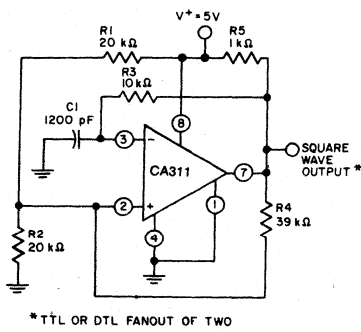 V+ = 5V
R1
20 kΩ
R5
1 kΩ
R3
10 kΩ
C1
1200 pF
8
3
−
CA311
7
SQUARE
WAVE
OUTPUT *
2
+
1
4
R4
39 kΩ
R2
20 kΩ
* TTL OR DTL FANOUT OF TWO